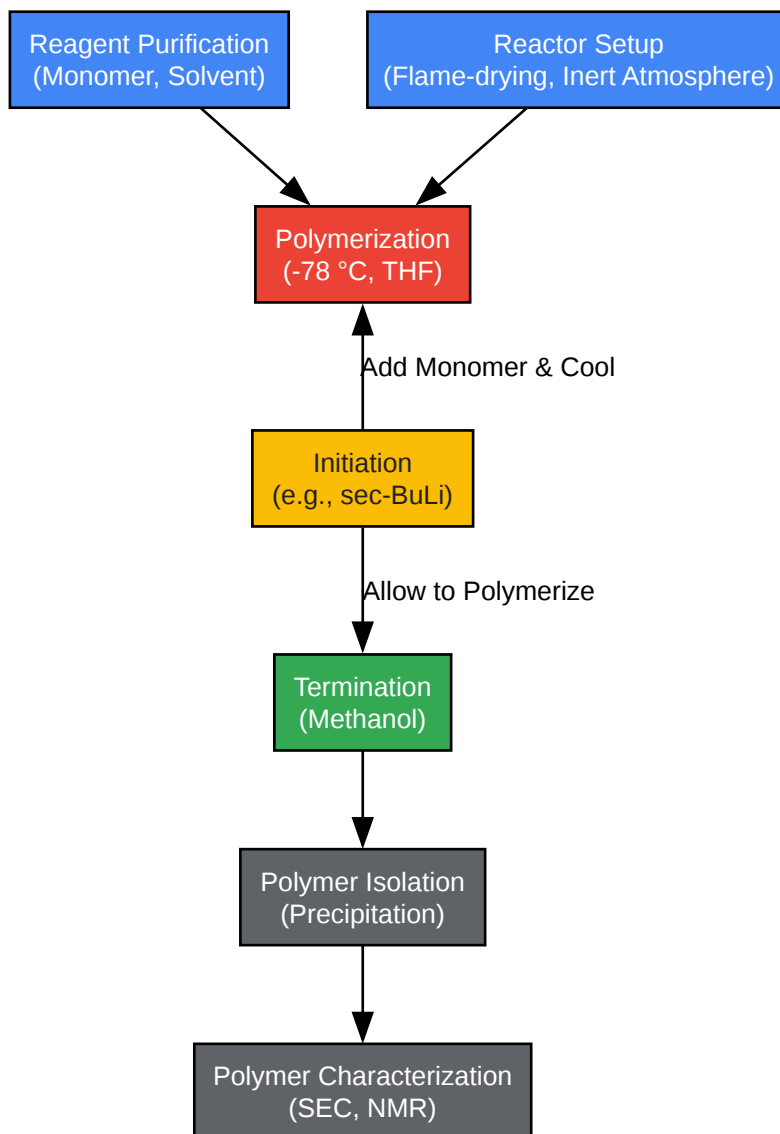 Reagent Purification
(Monomer, Solvent)
Reactor Setup
(Flame-drying, Inert Atmosphere)
Polymerization
(-78 °C, THF)
Add Monomer & Cool
Initiation
(e.g., sec-BuLi)
Allow to Polymerize
Termination
(Methanol)
Polymer Isolation
(Precipitation)
Polymer Characterization
(SEC, NMR)